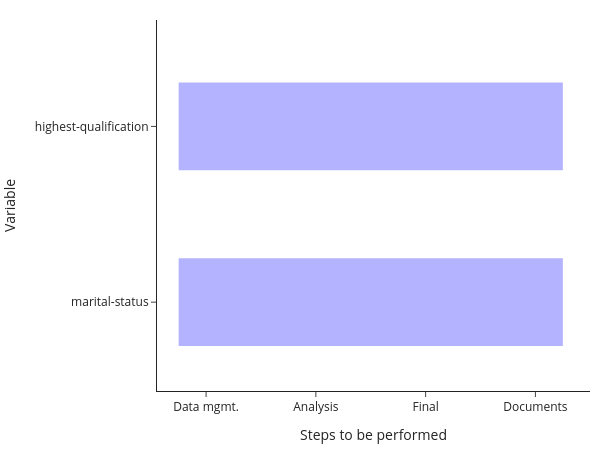 Variable
highest-qualification
marital-status
Data mgmt.
Analysis
Final
Documents
Steps to be performed